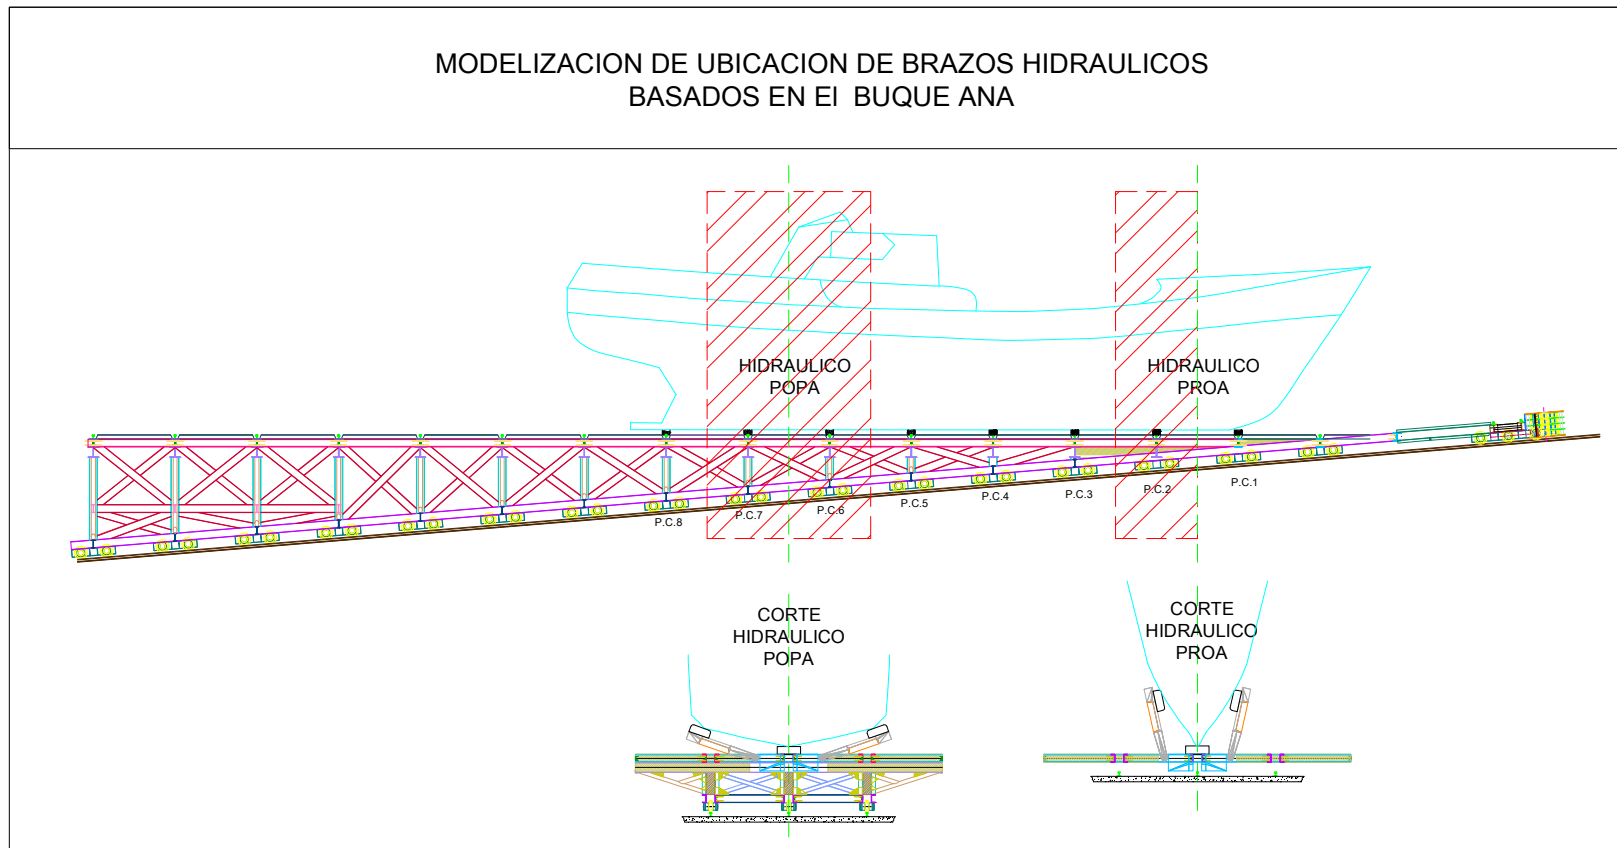 MODELIZACION DE UBICACION DE BRAZOS HIDRAULICOS
BASADOS EN El BUQUE ANA
HIDRAULICO
POPA
HIDRAULICO
PROA
P.C.8
P.C.7
P.C.6
P.C.5
P.C.4
P.C.3
P.C.2
P.C.1
CORTE
HIDRAULICO
POPA
CORTE
HIDRAULICO
PROA